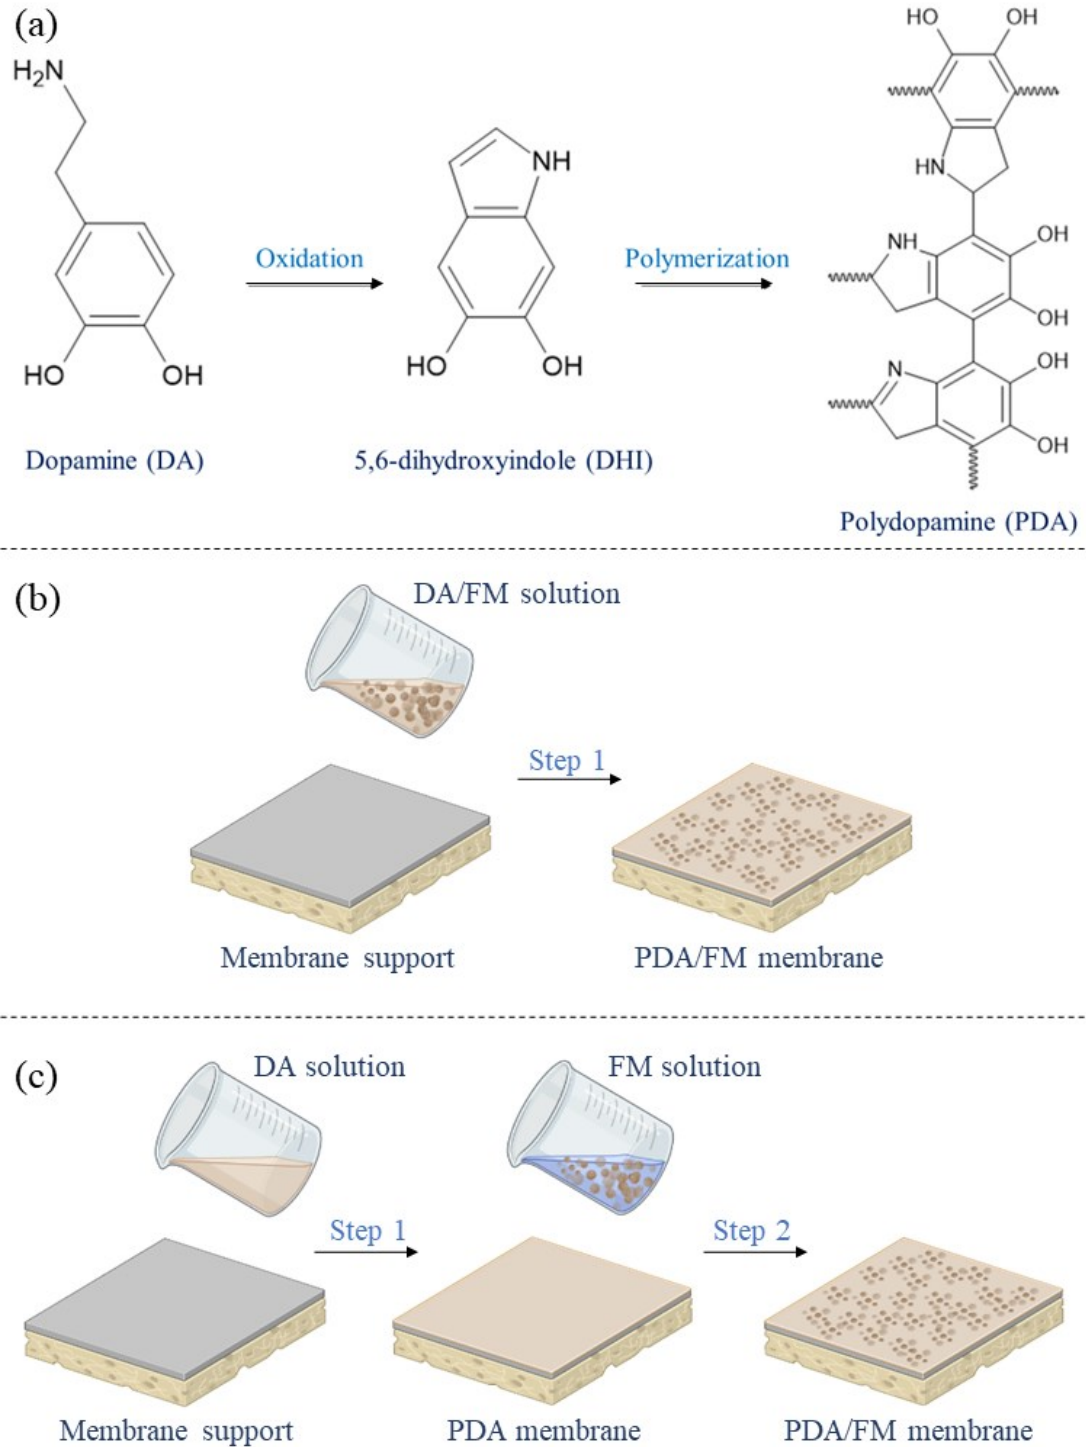 (a)
H₂N
HO
OH
Dopamine (DA)
Oxidation
NH
HO
OH
5,6-dihydroxyindole (DHI)
Polymerization
HO
OH
HN
NH
OH
OH
N
OH
OH
Polydopamine (PDA)
(b)
DA/FM solution
Step 1
Membrane support
PDA/FM membrane
(c)
DA solution
FM solution
Step 1
Step 2
Membrane support
PDA membrane
PDA/FM membrane